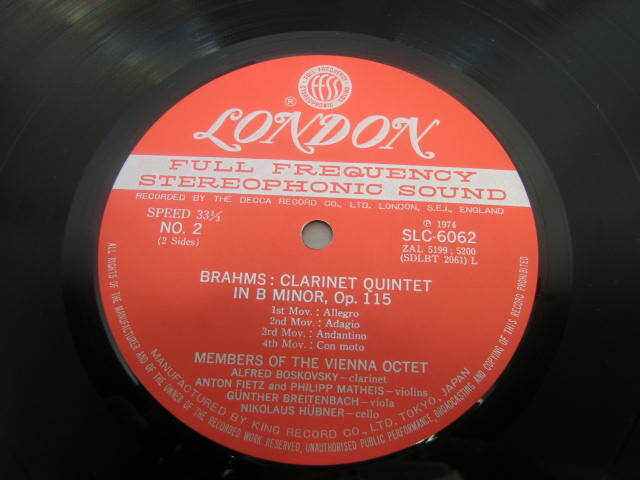 FULL FREQUENCY
FFSS
STEREOPHONIC SOUND
®
LONDON
FULL FREQUENCY
STEREOPHONIC SOUND
RECORDED BY THE DECCA RECORD CO., LTD. LONDON, S.E.I., ENGLAND
SPEED 33⅓
NO. 2
(2 Sides)
℗ 1974
SLC-6062
ZAL 5199 ; 5200
(SDLBT 2061) L
BRAHMS : CLARINET QUINTET
IN B MINOR, Op. 115
1st Mov. : Allegro
2nd Mov. : Adagio
3rd Mov. : Andantino
4th Mov. : Con moto
MEMBERS OF THE VIENNA OCTET
ALFRED BOSKOVSKY—clarinet
ANTON FIETZ and PHILIPP MATHEIS—violins
GÜNTHER BREITENBACH—viola
NIKOLAUS HÜBNER—cello
MANUFACTURED BY KING RECORD CO., LTD. TOKYO, JAPAN
ALL RIGHTS OF THE MANUFACTURER AND OF THE OWNER OF THE RECORDED WORK RESERVED. UNAUTHORISED PUBLIC PERFORMANCE, BROADCASTING AND COPYING OF THIS RECORD PROHIBITED